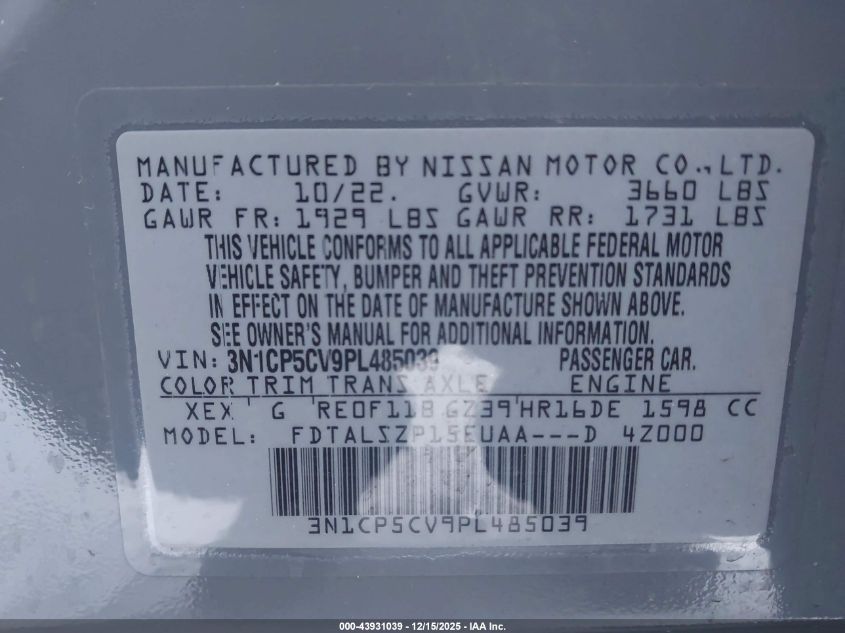 MANUFACTURED BY NISSAN MOTOR CO., LTD.
DATE: 10/22. GVWR: 3660 LBS
GAWR FR: 1929 LBS GAWR RR: 1731 LBS
THIS VEHICLE CONFORMS TO ALL APPLICABLE FEDERAL MOTOR
VEHICLE SAFETY, BUMPER AND THEFT PREVENTION STANDARDS
IN EFFECT ON THE DATE OF MANUFACTURE SHOWN ABOVE.
SEE OWNER'S MANUAL FOR ADDITIONAL INFORMATION.
VIN: 3N1CP5CV9PL485039 PASSENGER CAR.
COLOR TRIM TRANS AXLE ENGINE
XEX G RE0F11B GZ39 HR16DE 1598 CC
MODEL: FDTALSZP15EUAA---D 4Z000
3N1CP5CV9PL485039
000-43931039 - 12/15/2025 - IAA Inc.